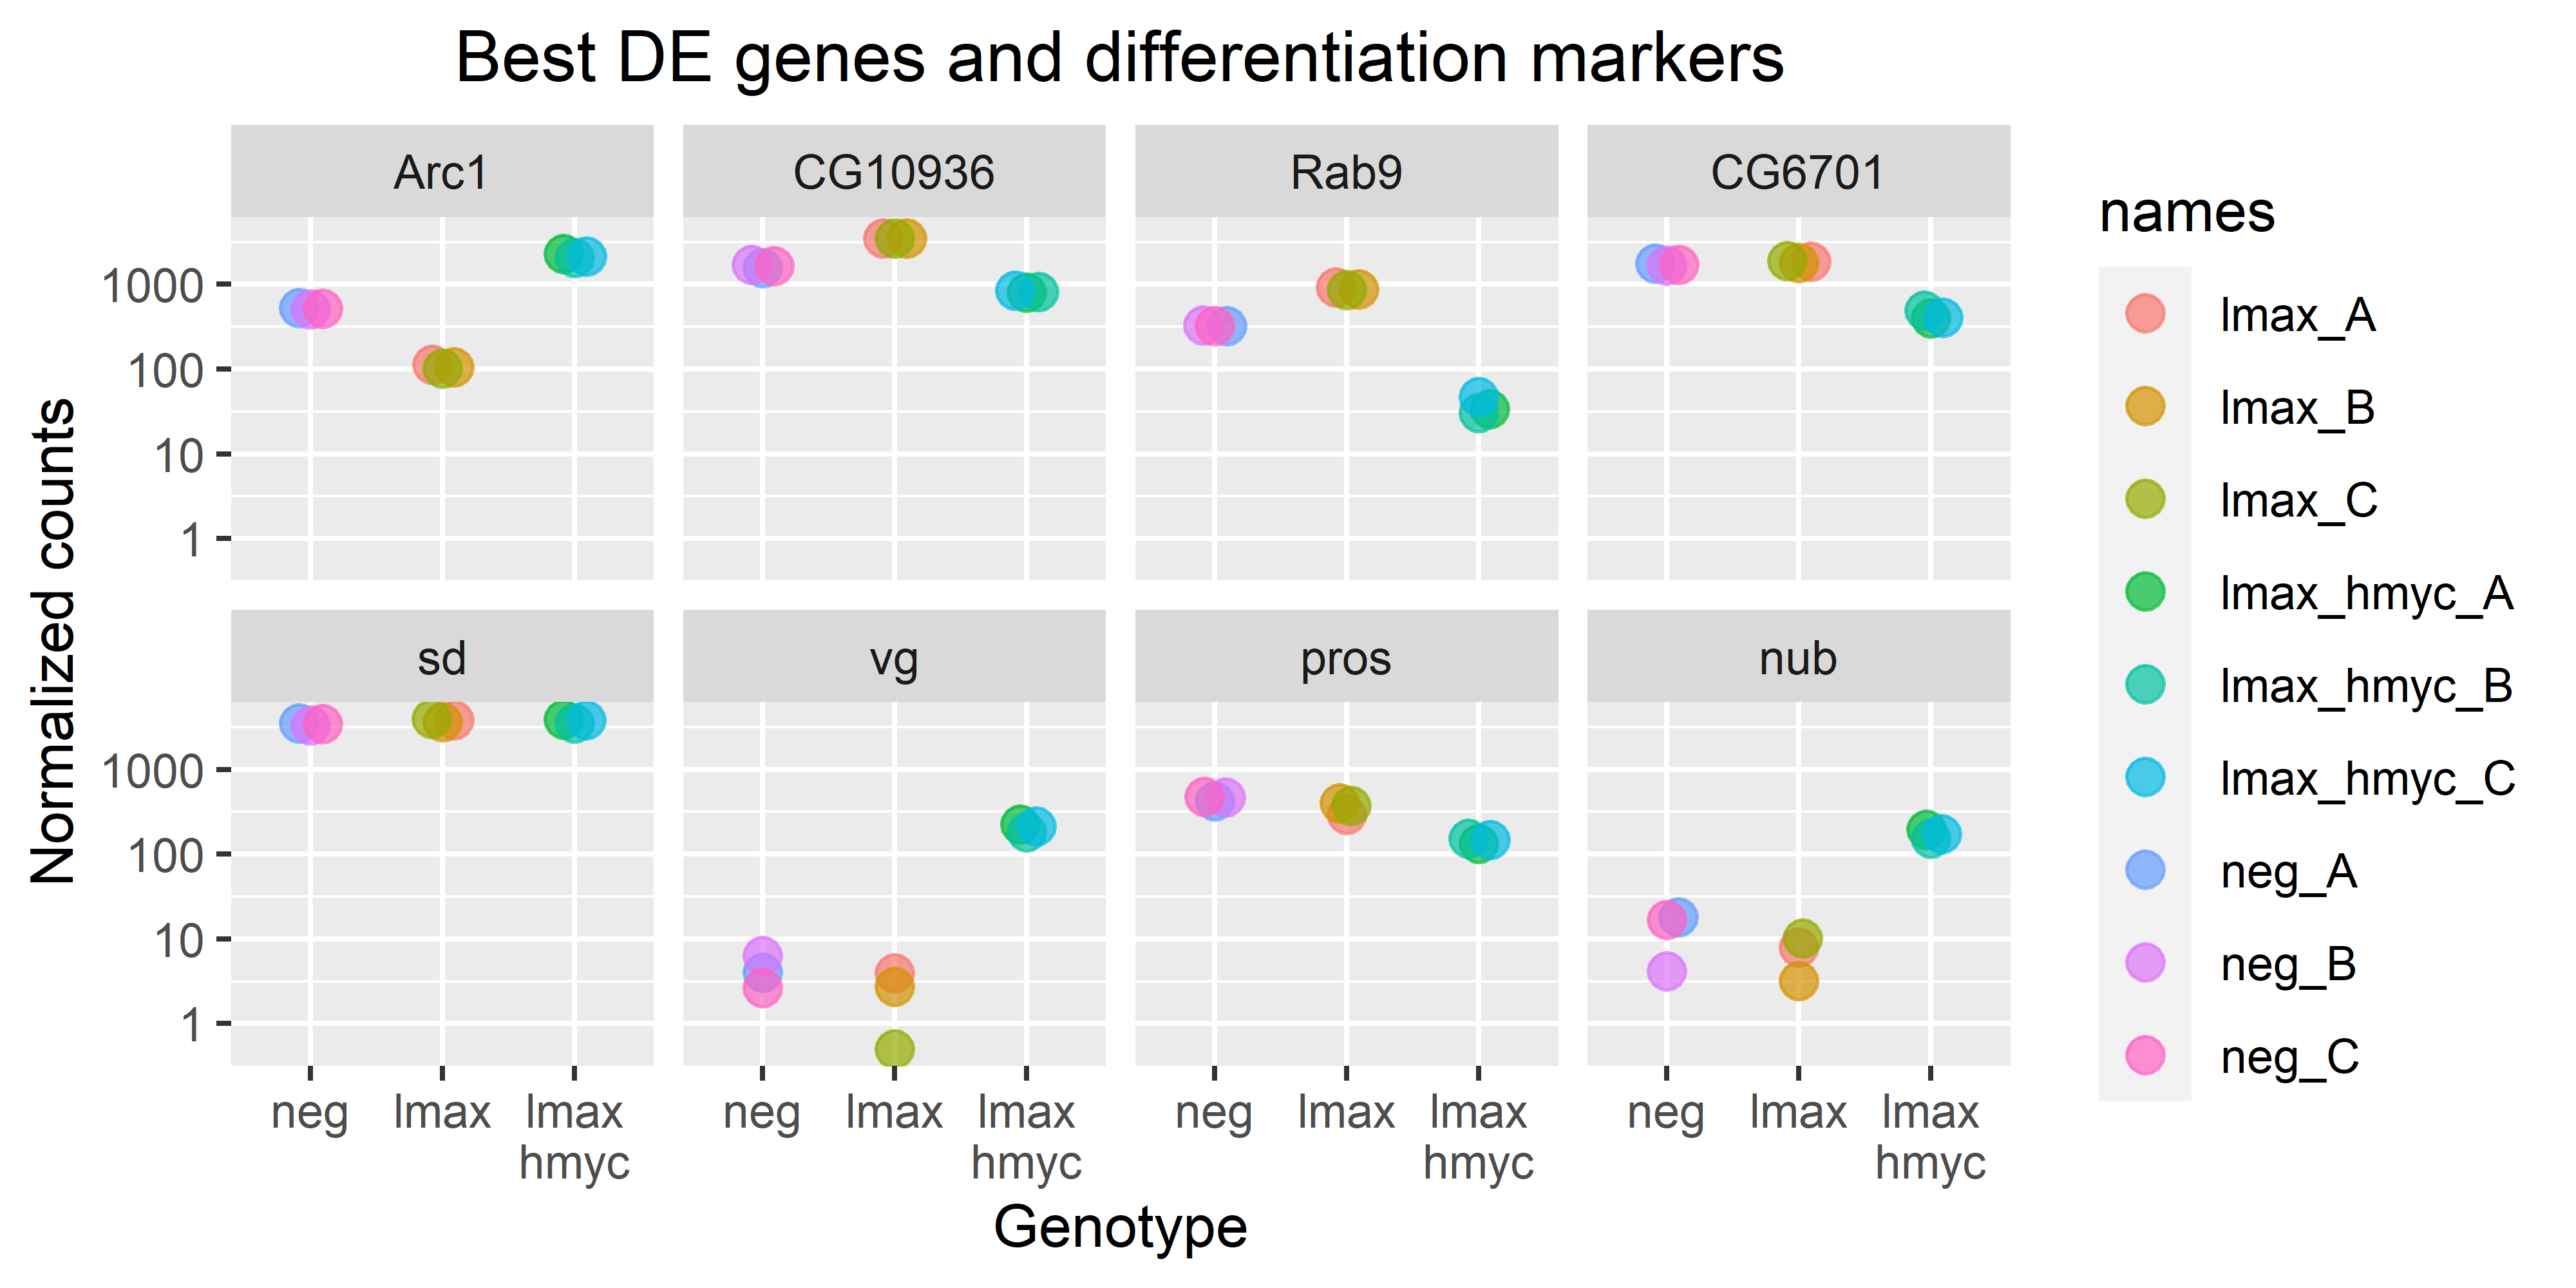 Best DE genes and differentiation markers
Arc1
CG10936
Rab9
CG6701
1000
100
10
1
sd
vg
pros
nub
1000
100
10
1
neg
lmax
lmax
hmyc
neg
lmax
lmax
hmyc
neg
lmax
lmax
hmyc
neg
lmax
lmax
hmyc
Genotype
Normalized counts
names
lmax_A
lmax_B
lmax_C
lmax_hmyc_A
lmax_hmyc_B
lmax_hmyc_C
neg_A
neg_B
neg_C